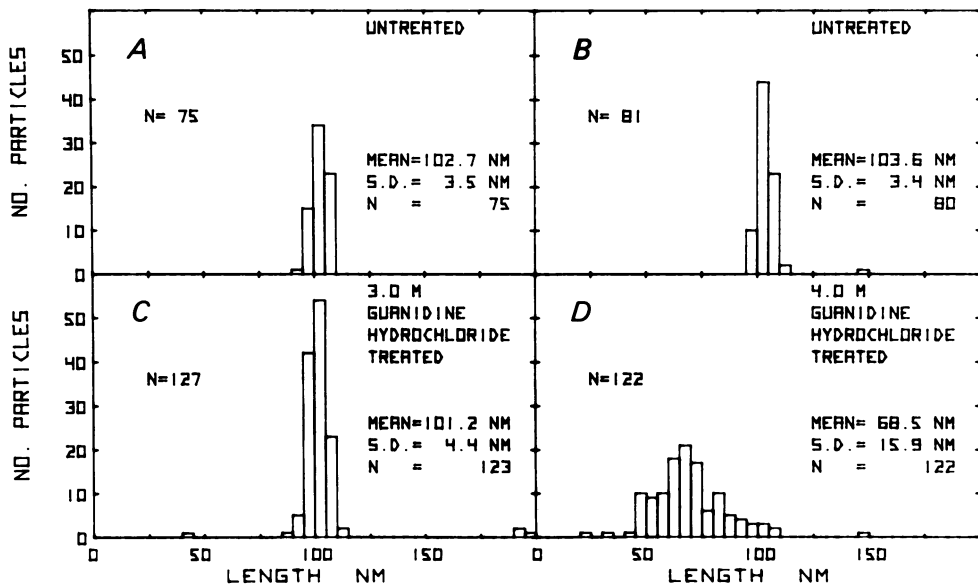 A
UNTREATED
N= 75
MEAN=102.7 NM
S.D.= 3.5 NM
N = 75
NO. PARTICLES
50
40
30
20
10
0
B
UNTREATED
N= 81
MEAN=103.6 NM
S.D.= 3.4 NM
N = 80
C
3.0 M
GUANIDINE
HYDROCHLORIDE
TREATED
N=127
MEAN=101.2 NM
S.D.= 4.4 NM
N = 123
NO. PARTICLES
50
40
30
20
10
0
0 50 100 150
LENGTH NM
D
4.0 M
GUANIDINE
HYDROCHLORIDE
TREATED
N=122
MEAN= 68.5 NM
S.D.= 15.9 NM
N = 122
0 50 100 150
LENGTH NM